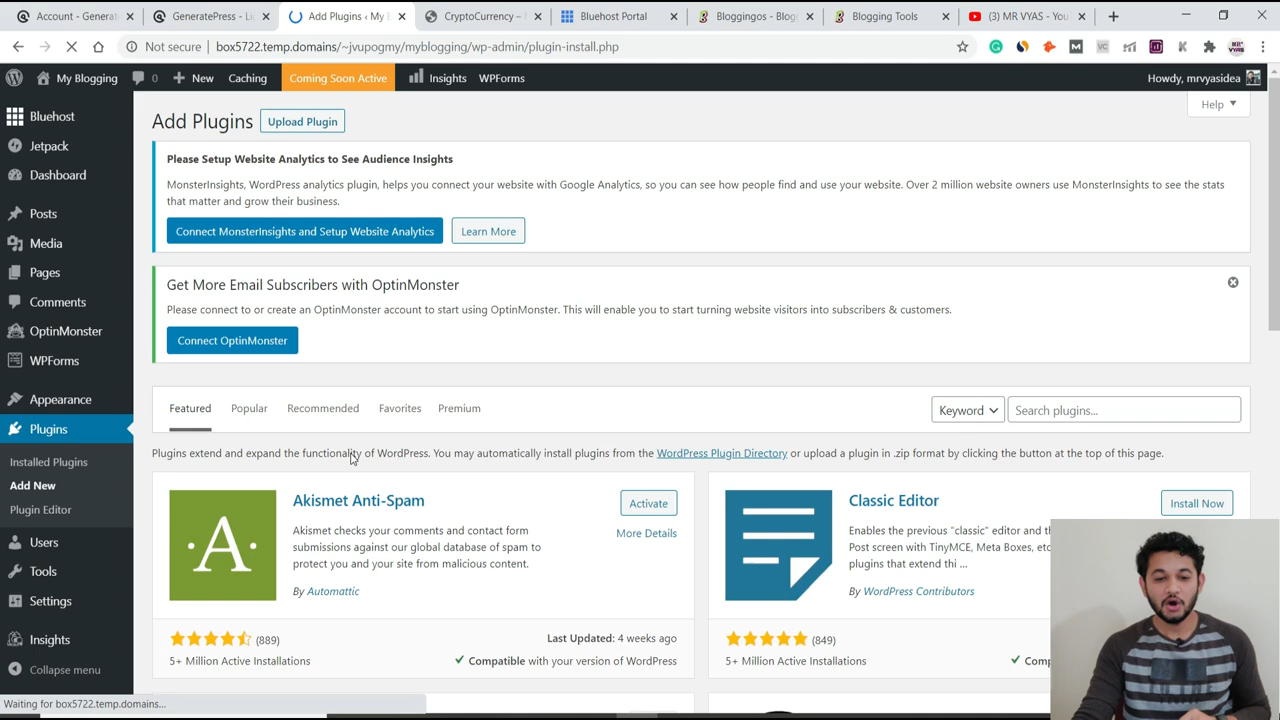 Account - Generate
GeneratePress - Li
Add Plugins ‹ My B
CryptoCurrency –
Bluehost Portal
Bloggingos - Blog
Blogging Tools
(3) MR VYAS - You
Not secure
box5722.temp.domains/~jvupogmy/myblogging/wp-admin/plugin-install.php
My Blogging
0
New
Caching
Coming Soon Active
Insights
WPForms
Howdy, mrvyasidea
Bluehost
Jetpack
Dashboard
Posts
Media
Pages
Comments
OptinMonster
WPForms
Appearance
Plugins
Installed Plugins
Add New
Plugin Editor
Users
Tools
Settings
Insights
Collapse menu
Help
Add Plugins
Upload Plugin
Please Setup Website Analytics to See Audience Insights
MonsterInsights, WordPress analytics plugin, helps you connect your website with Google Analytics, so you can see how people find and use your website. Over 2 million website owners use MonsterInsights to see the stats
that matter and grow their business.
Connect MonsterInsights and Setup Website Analytics
Learn More
Get More Email Subscribers with OptinMonster
Please connect to or create an OptinMonster account to start using OptinMonster. This will enable you to start turning website visitors into subscribers & customers.
Connect OptinMonster
Featured
Popular
Recommended
Favorites
Premium
Keyword
Search plugins...
Plugins extend and expand the functionality of WordPress. You may automatically install plugins from the WordPress Plugin Directory or upload a plugin in .zip format by clicking the button at the top of this page.
Akismet Anti-Spam
Activate
More Details
Akismet checks your comments and contact form
submissions against our global database of spam to
protect you and your site from malicious content.
By Automattic
(889)
5+ Million Active Installations
Last Updated: 4 weeks ago
Compatible with your version of WordPress
Classic Editor
Install Now
Enables the previous "classic" editor and th
Post screen with TinyMCE, Meta Boxes, etc
plugins that extend thi ...
By WordPress Contributors
(849)
5+ Million Active Installations
Comp
Waiting for box5722.temp.domains...